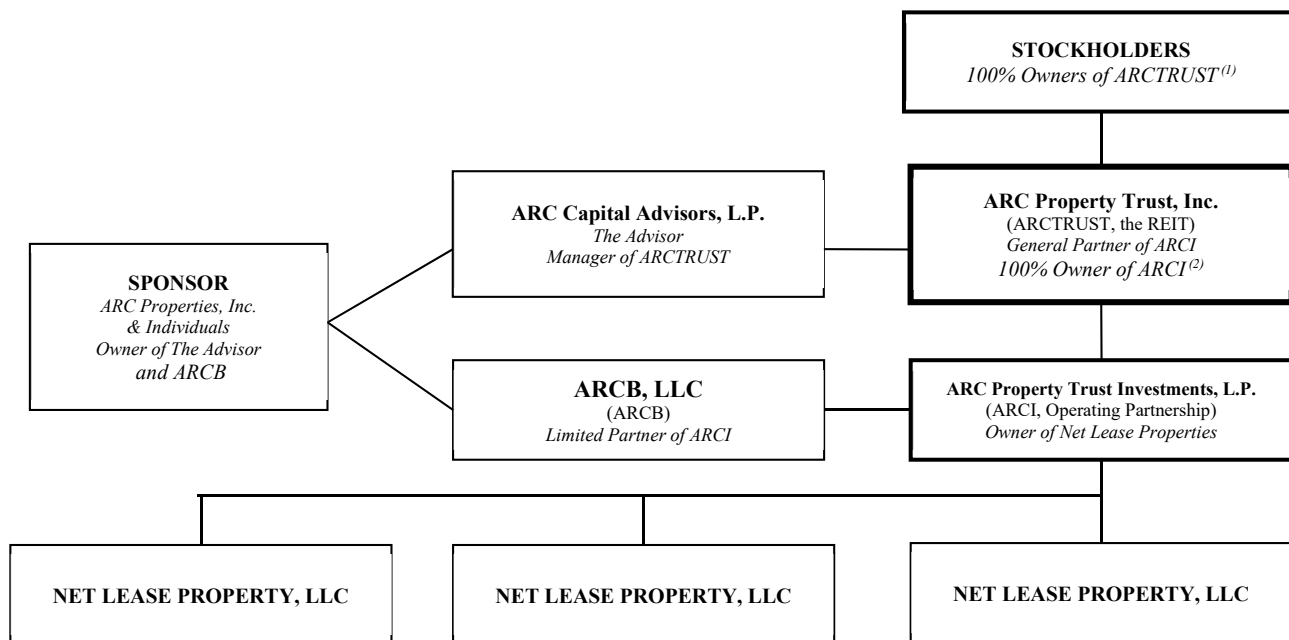 STOCKHOLDERS
100% Owners of ARCTRUST (1)
ARC Capital Advisors, L.P.
The Advisor
Manager of ARCTRUST
ARC Property Trust, Inc.
(ARCTRUST, the REIT)
General Partner of ARCI
100% Owner of ARCI (2)
SPONSOR
ARC Properties, Inc.
& Individuals
Owner of The Advisor
and ARCB
ARCB, LLC
(ARCB)
Limited Partner of ARCI
ARC Property Trust Investments, L.P.
(ARCI, Operating Partnership)
Owner of Net Lease Properties
NET LEASE PROPERTY, LLC
NET LEASE PROPERTY, LLC
NET LEASE PROPERTY, LLC